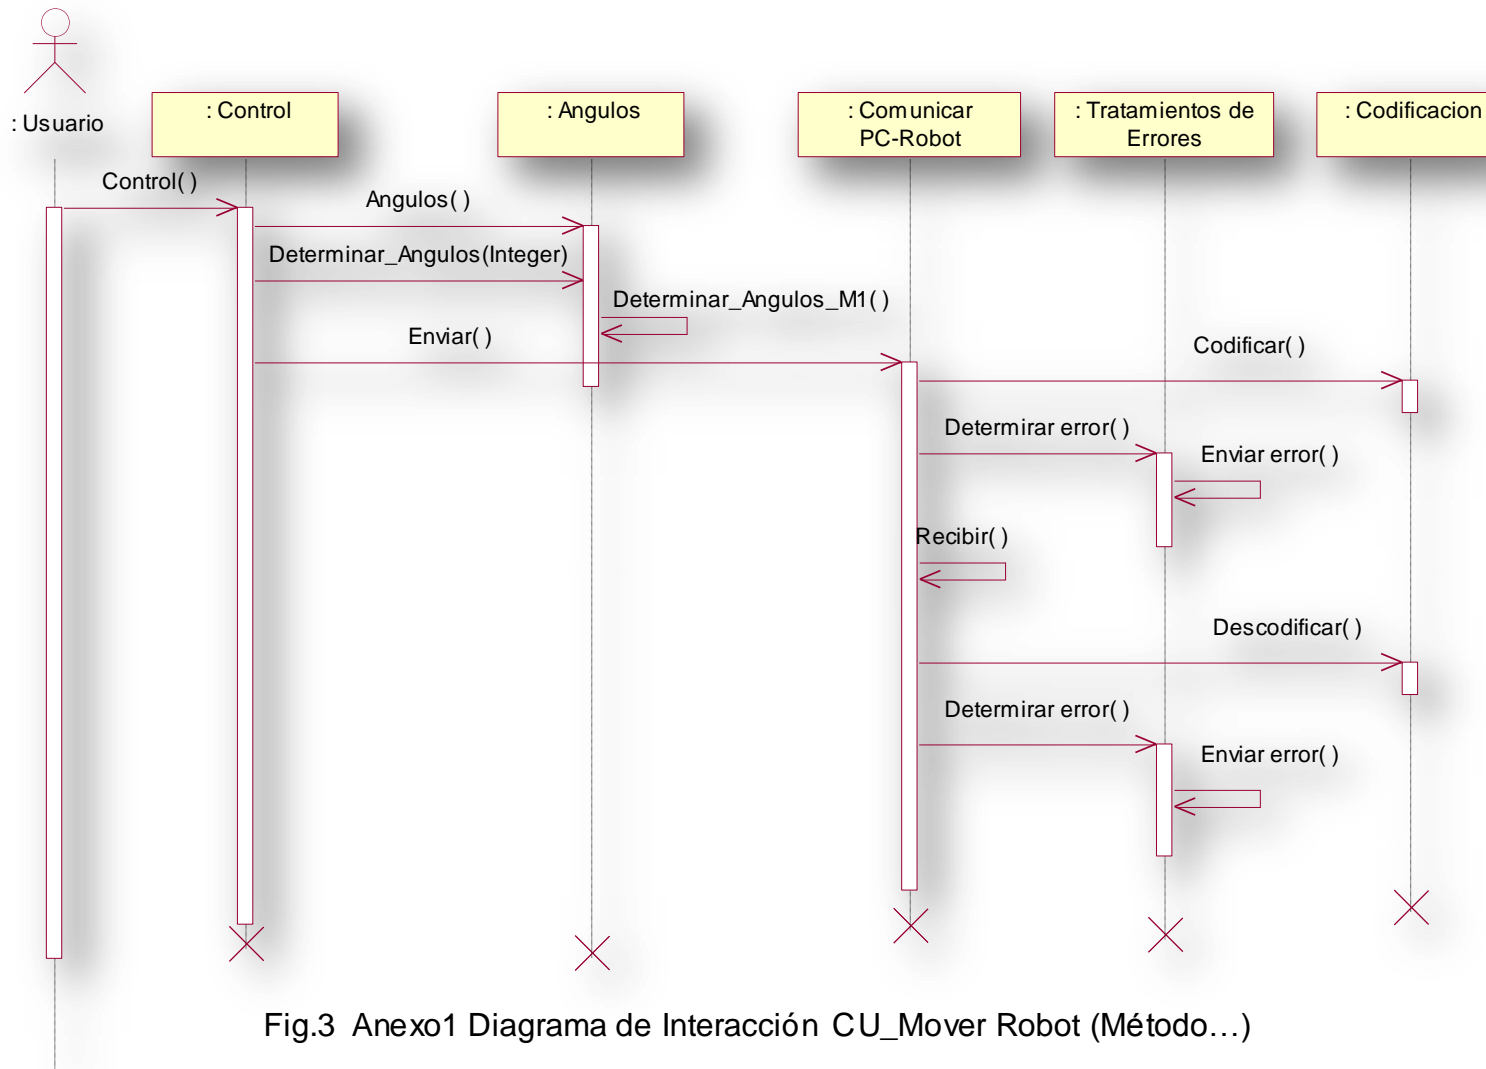 : Usuario
: Control
: Angulos
: Comunicar
PC-Robot
: Tratamientos de
Errores
: Codificacion
Control( )
Angulos( )
Determinar_Angulos(Integer)
Determinar_Angulos_M1( )
Enviar( )
Codificar( )
Determirar error( )
Enviar error( )
Recibir( )
Descodificar( )
Determirar error( )
Enviar error( )
Fig.3 Anexo1 Diagrama de Interacción CU_Mover Robot (Método…)